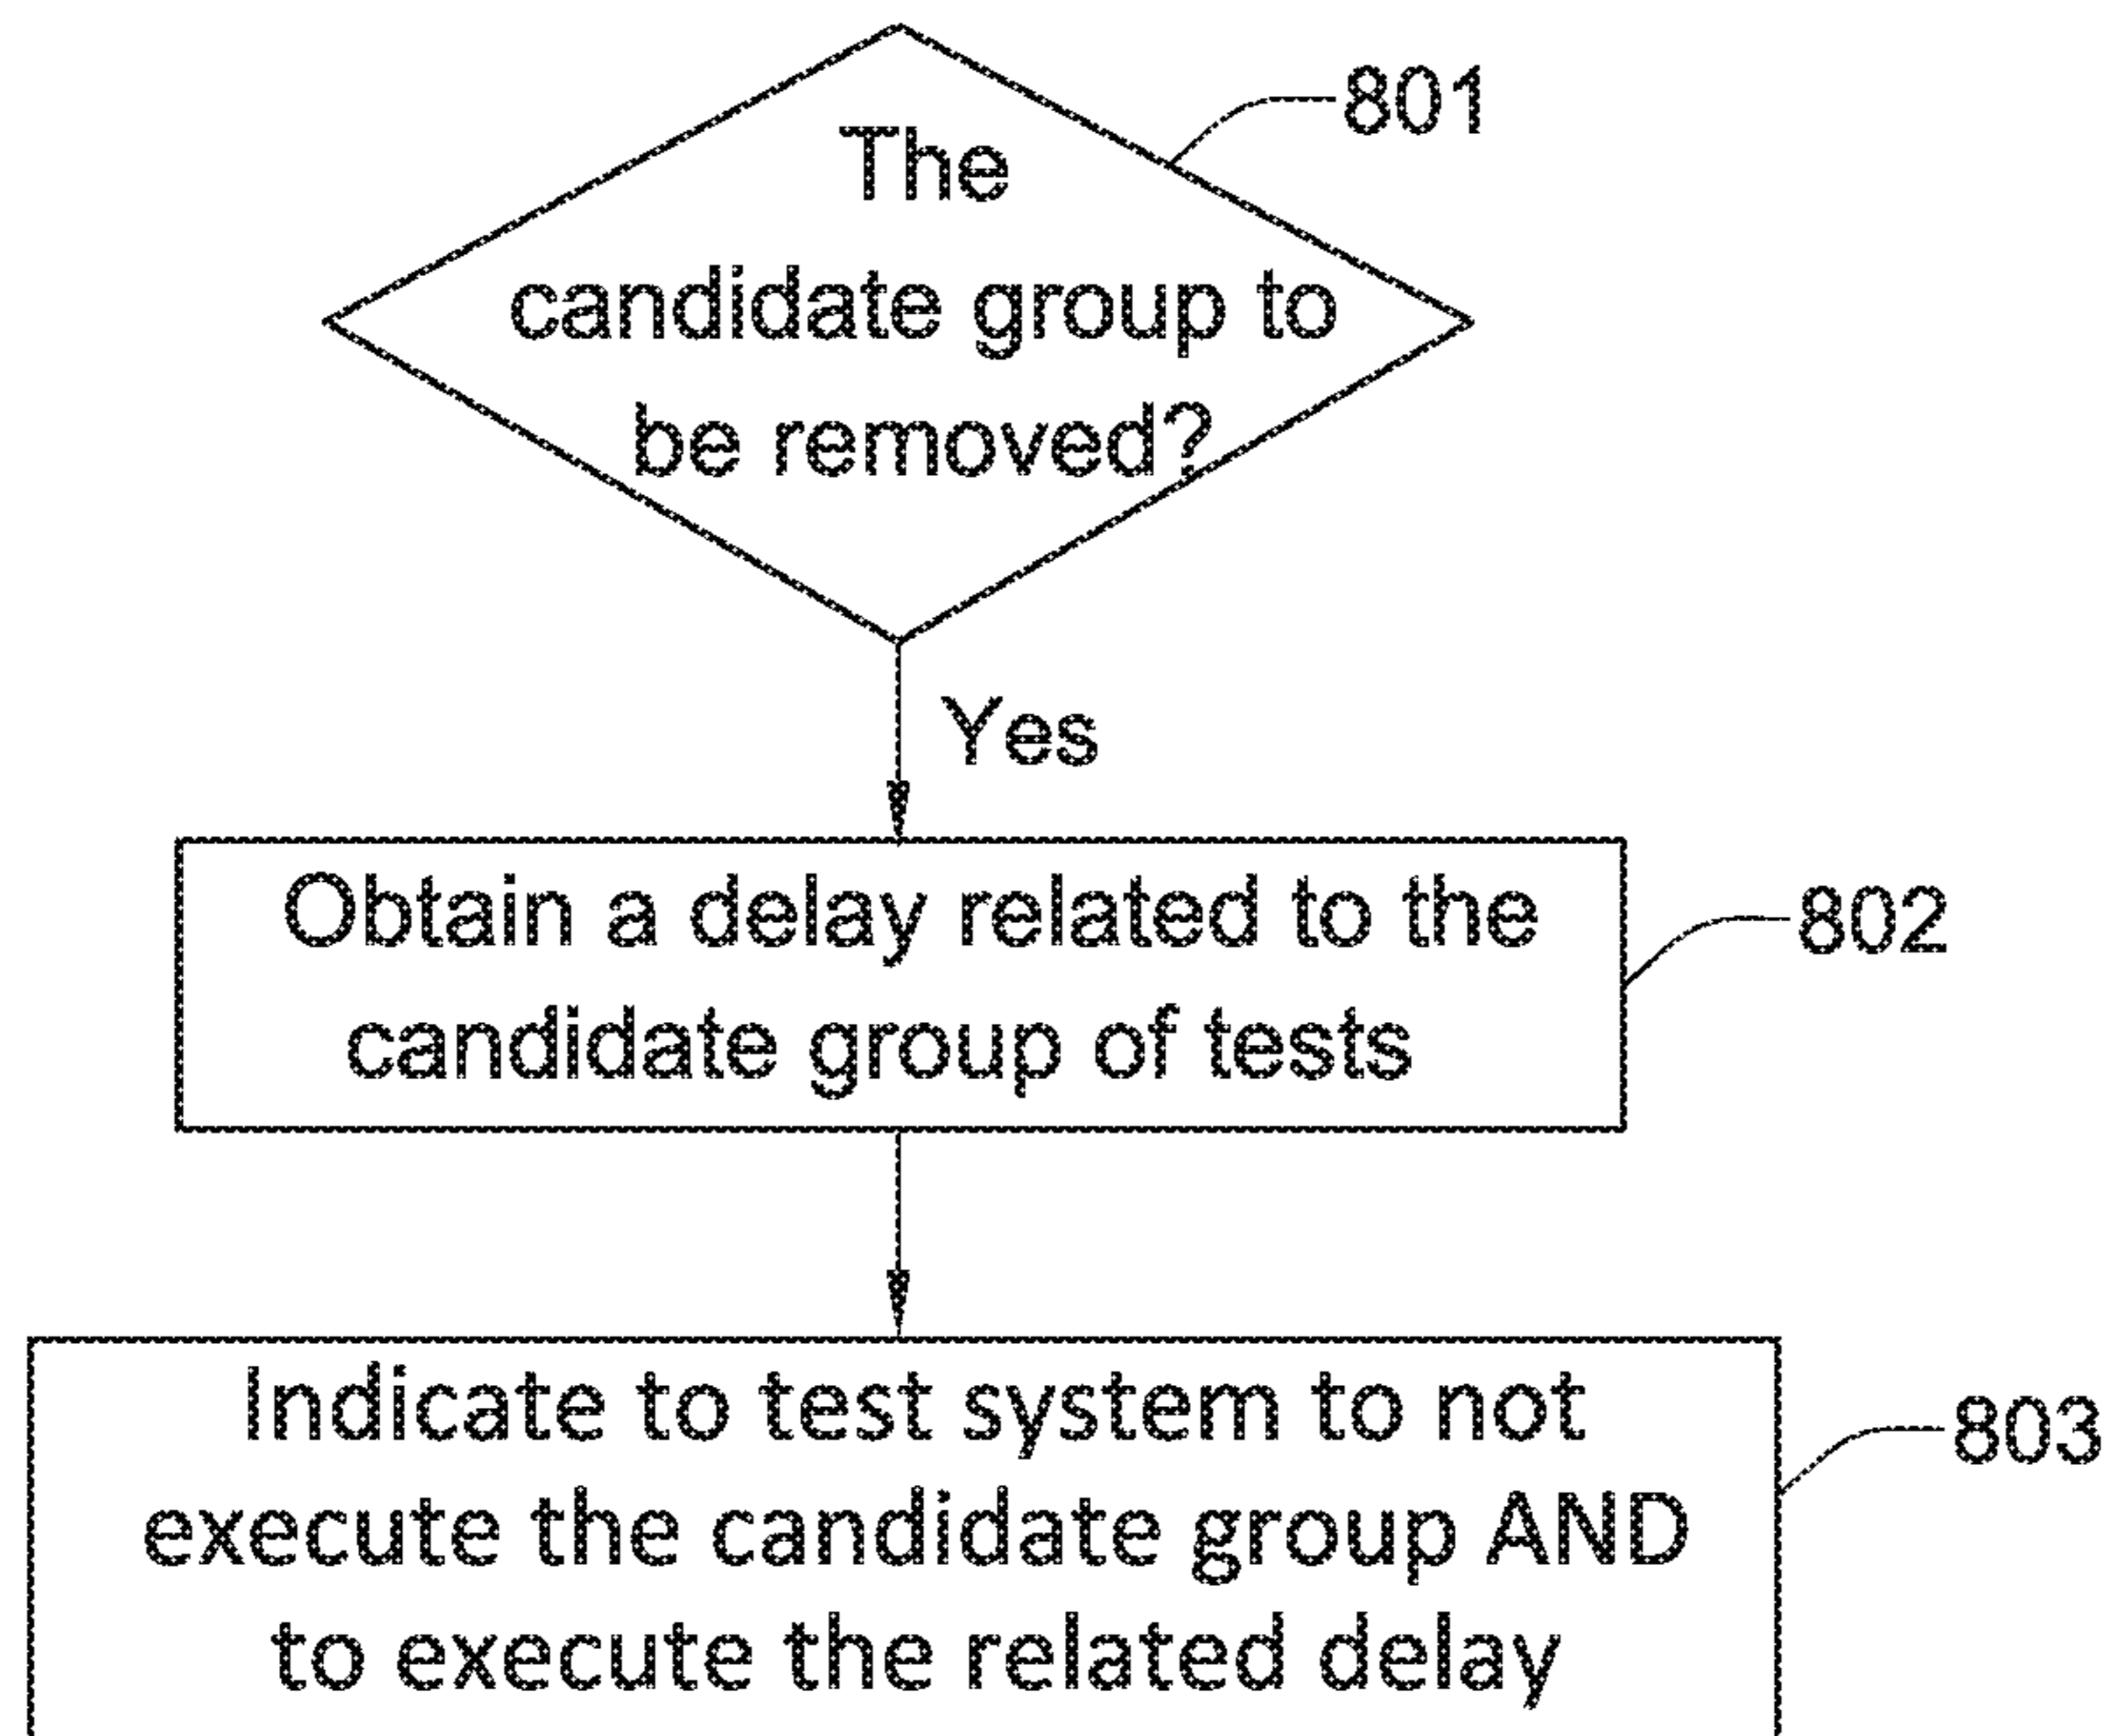 The
801
candidate group to
be removed?
Yes
Obtain a delay related to the
802
candidate group of tests
Indicate to test system to not
803
execute the candidate group AND
to execute the related delay